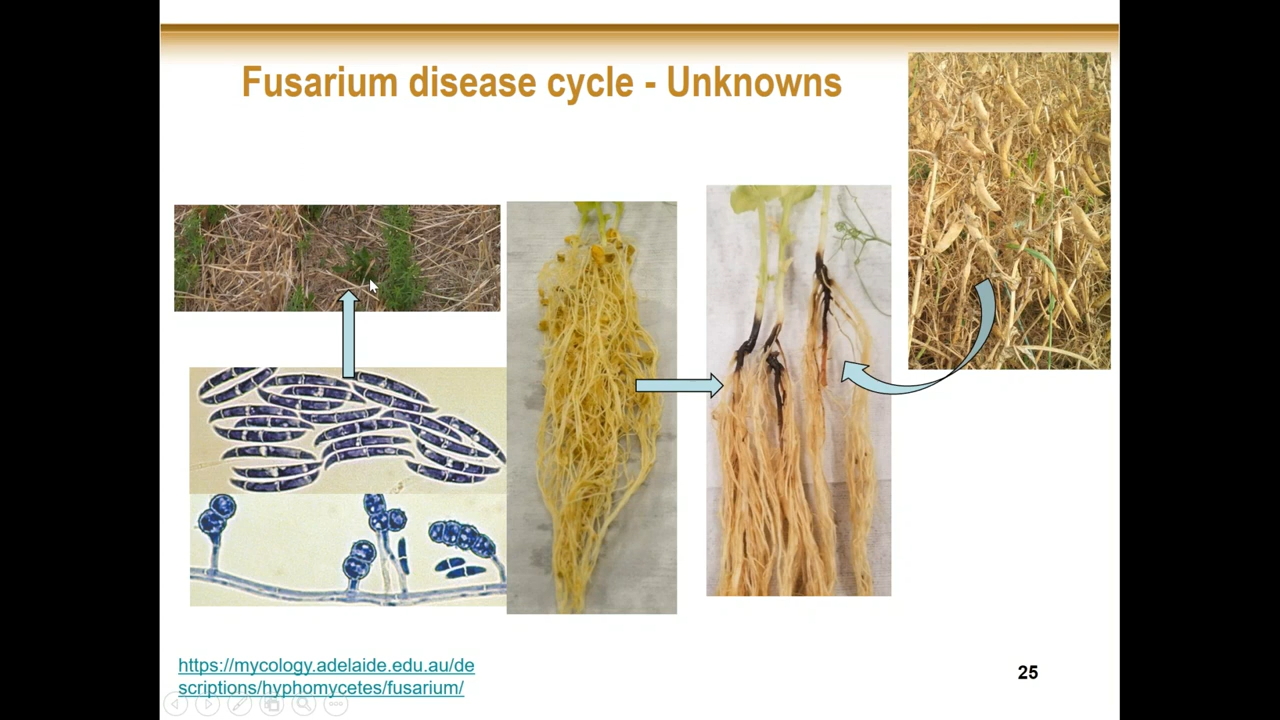 Fusarium disease cycle - Unknowns
https://mycology.adelaide.edu.au/de
scriptions/hyphomycetes/fusarium/
25